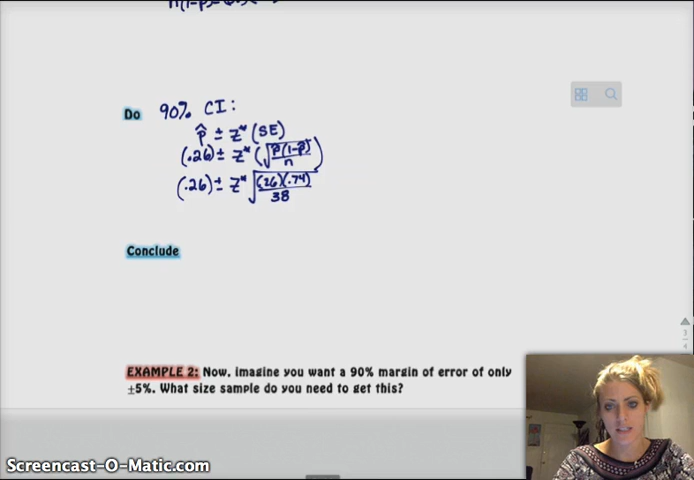 Do 90% CI:
p̂ ± z* (SE)
(.26) ± z* (√p̂(1-p̂)/n)
(.26) ± z* √(.26)(.74)/38
Conclude
EXAMPLE 2: Now, imagine you want a 90% margin of error of only
±5%. What size sample do you need to get this?
Screencast-O-Matic.com